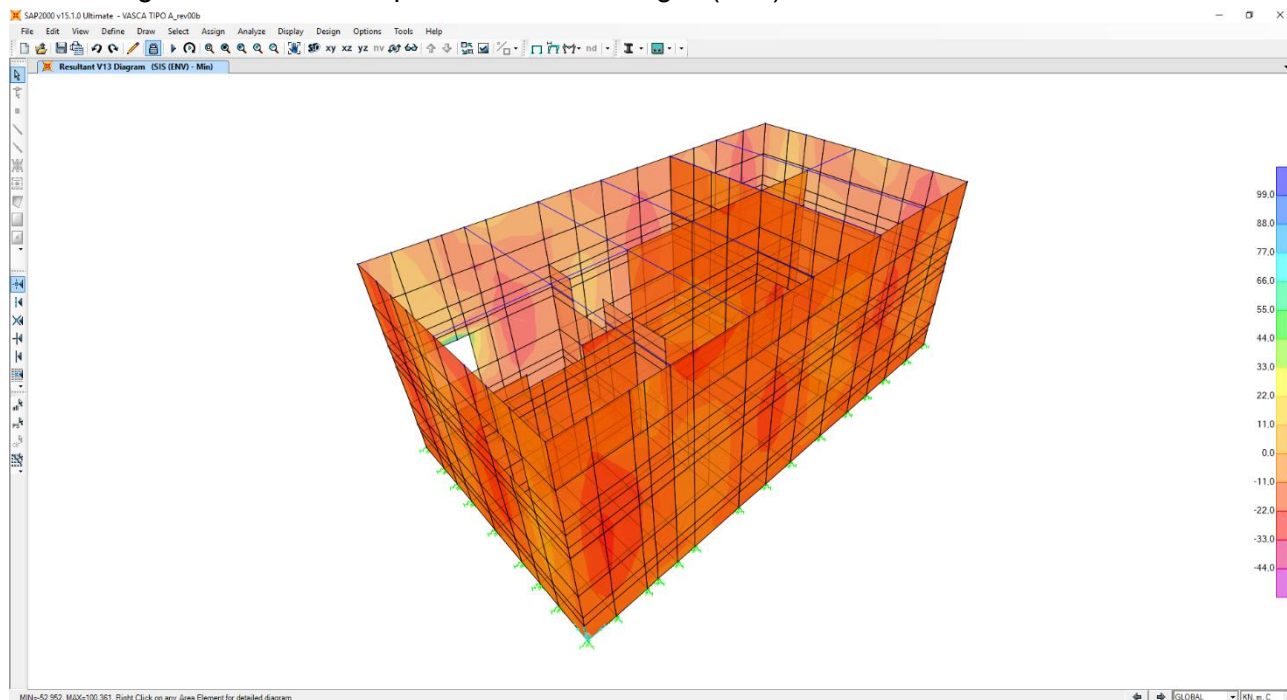 SAP2000 v15.1.0 Ultimate - VASCA TIPO A_rev00b
File Edit View Define Draw Select Assign Analyze Display Design Options Tools Help
xy xz yz nv nd
Resultant V13 Diagram (SIS (ENV) - Min)
99.0
88.0
77.0
66.0
55.0
44.0
33.0
22.0
11.0
0.0
-11.0
-22.0
-33.0
-44.0
MIN=-52.952, MAX=100.361, Right Click on any Area Element for detailed diagram
GLOBAL KN, m, C